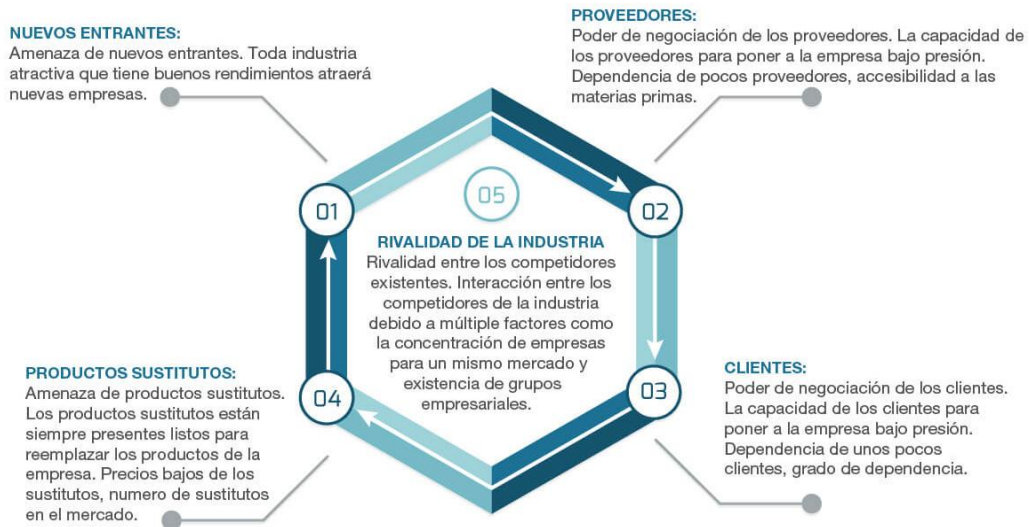 NUEVOS ENTRANTES:
Amenaza de nuevos entrantes. Toda industria
atractiva que tiene buenos rendimientos atraerá
nuevas empresas.
PROVEEDORES:
Poder de negociación de los proveedores. La capacidad de
los proveedores para poner a la empresa bajo presión.
Dependencia de pocos proveedores, accesibilidad a las
materias primas.
01
02
05
RIVALIDAD DE LA INDUSTRIA
Rivalidad entre los competidores
existentes. Interacción entre los
competidores de la industria
debido a múltiple factores como
la concentración de empresas
para un mismo mercado y
existencia de grupos
empresariales.
04
03
PRODUCTOS SUSTITUTOS:
Amenaza de productos sustitutos.
Los productos sustitutos están
siempre presentes listos para
reemplazar los productos de la
empresa. Precios bajos de los
sustitutos, numero de sustitutos
en el mercado.
CLIENTES:
Poder de negociación de los clientes.
La capacidad de los clientes para
poner a la empresa bajo presión.
Dependencia de unos pocos
clientes, grado de dependencia.